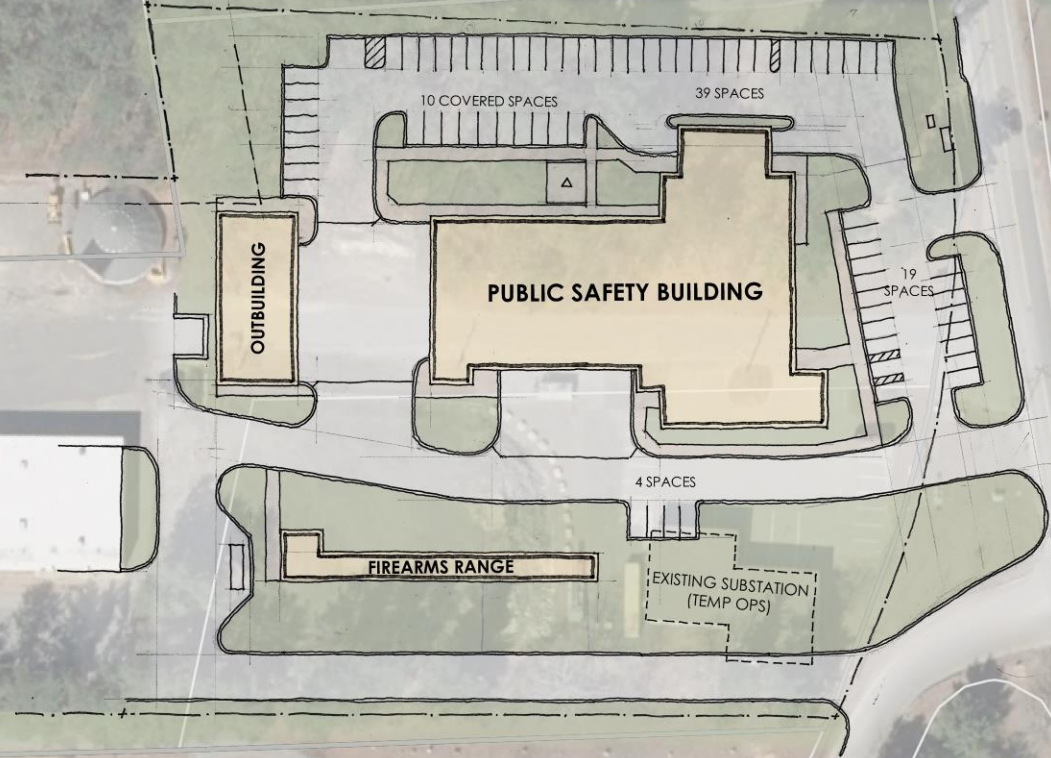 10 COVERED SPACES
39 SPACES
OUTBUILDING
PUBLIC SAFETY BUILDING
19
SPACES
4 SPACES
FIREARMS RANGE
EXISTING SUBSTATION
(TEMP OPS)